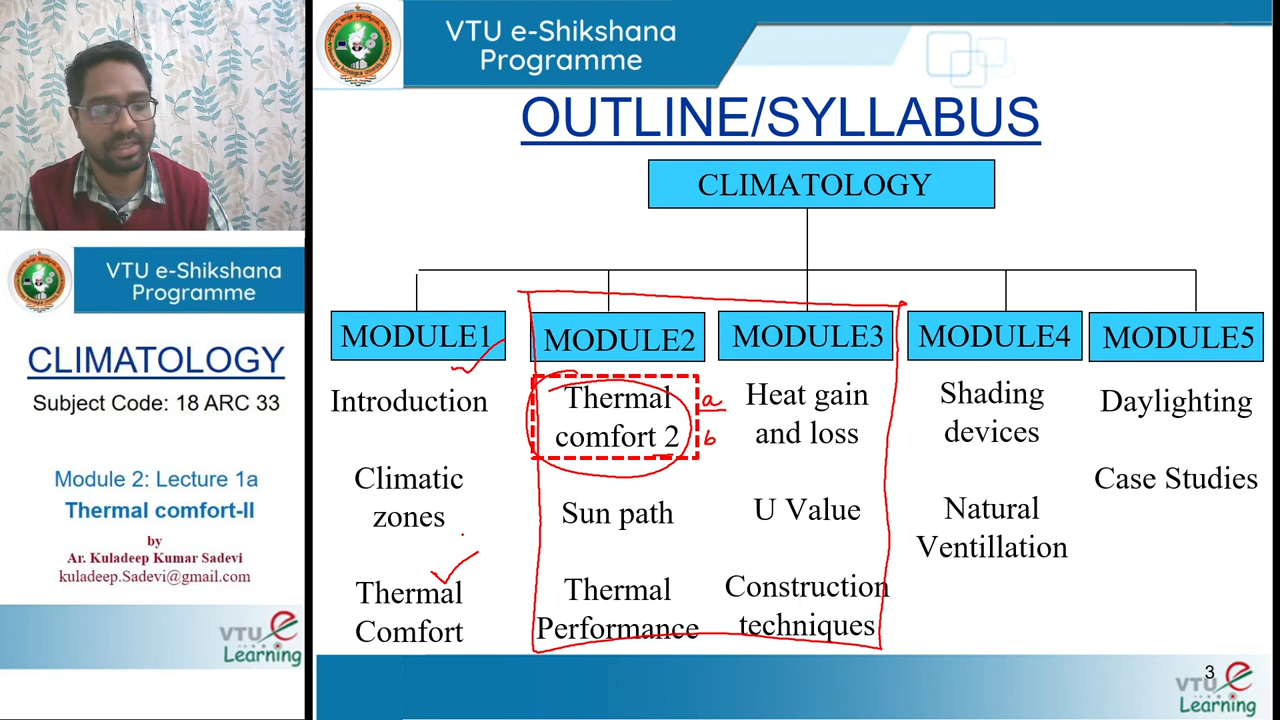 VTU e-Shikshana
Programme
OUTLINE/SYLLABUS
CLIMATOLOGY
MODULE1
MODULE2
MODULE3
MODULE4
MODULE5
Introduction
Climatic
zones
Thermal
Comfort
Thermal
comfort 2
a
b
Sun path
Thermal
Performance
Heat gain
and loss
U Value
Construction
techniques
Shading
devices
Natural
Ventillation
Daylighting
Case Studies
VTU e-Shikshana
Programme
CLIMATOLOGY
Subject Code: 18 ARC 33
Module 2: Lecture 1a
Thermal comfort-II
by
Ar. Kuladeep Kumar Sadevi
kuladeep.Sadevi@gmail.com
VTU e
Learning
3
VTU e
Learning